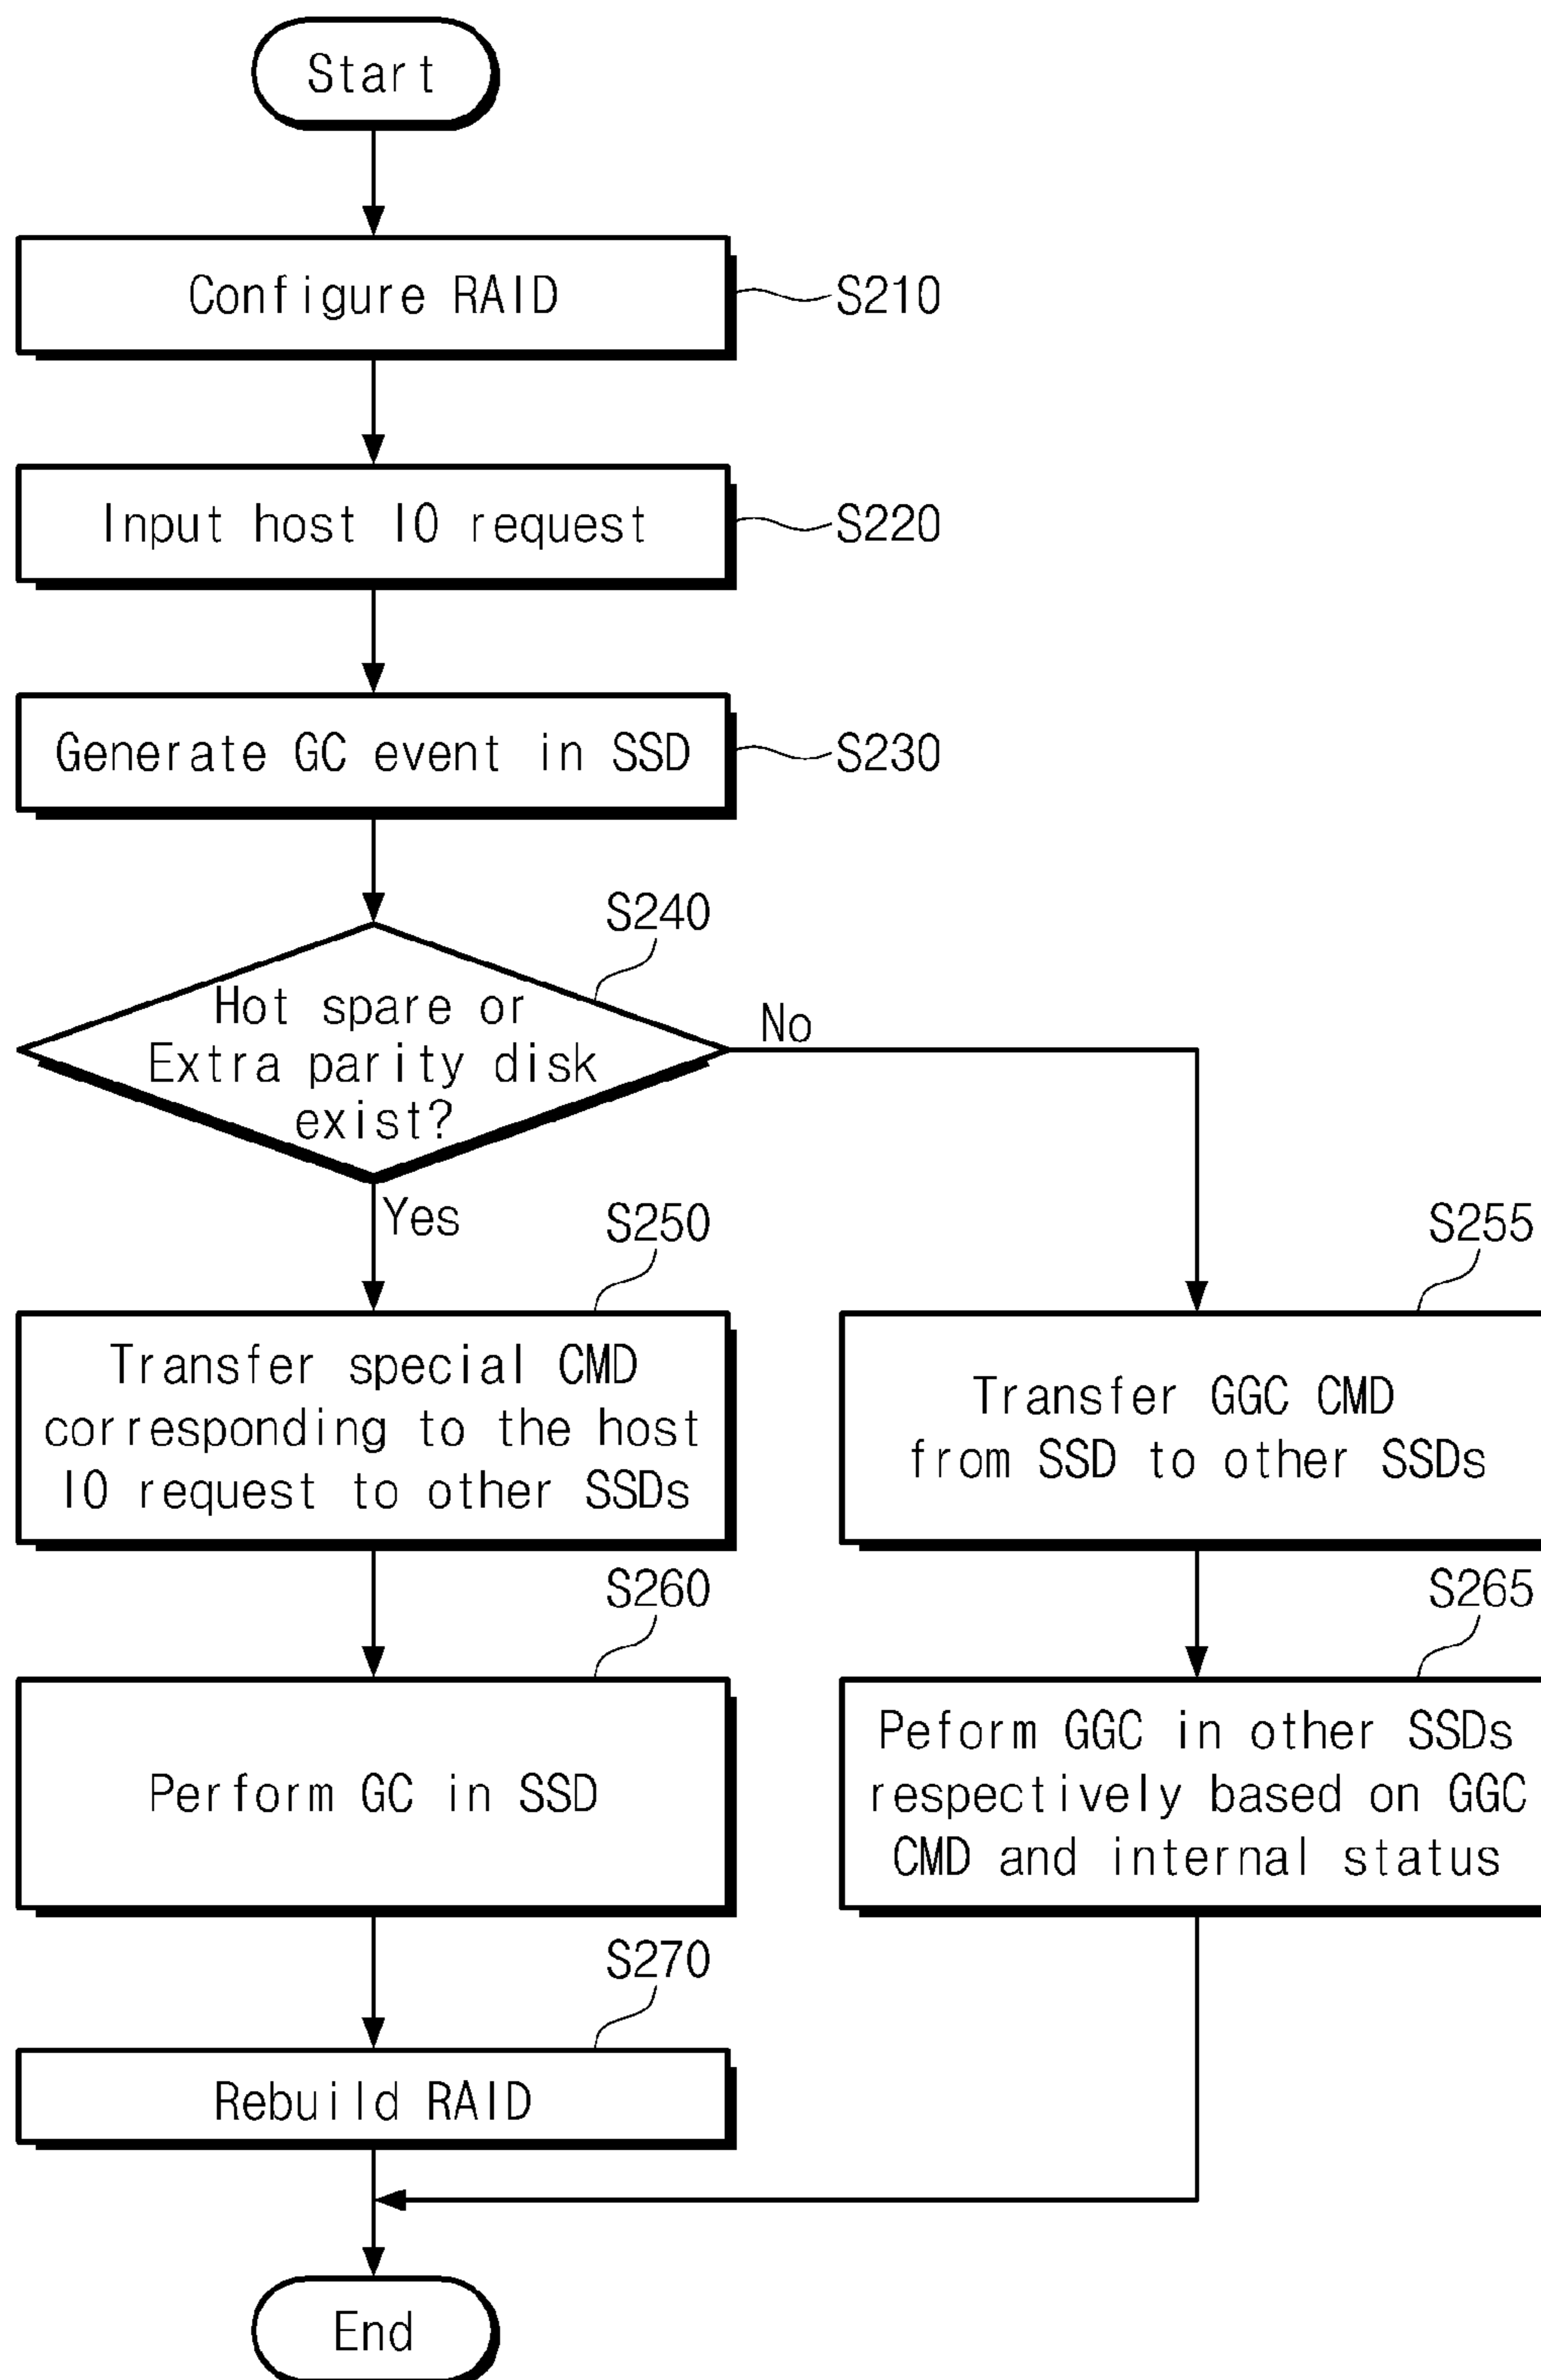 Start
Configure RAID
S210
Input host IO request
S220
Generate GC event in SSD
S230
S240
Hot spare or
Extra parity disk
exist?
No
Yes
S250
Transfer special CMD
corresponding to the host
IO request to other SSDs
S255
Transfer GGC CMD
from SSD to other SSDs
S260
Perform GC in SSD
S265
Peform GGC in other SSDs
respectively based on GGC
CMD and internal status
S270
Rebuild RAID
End